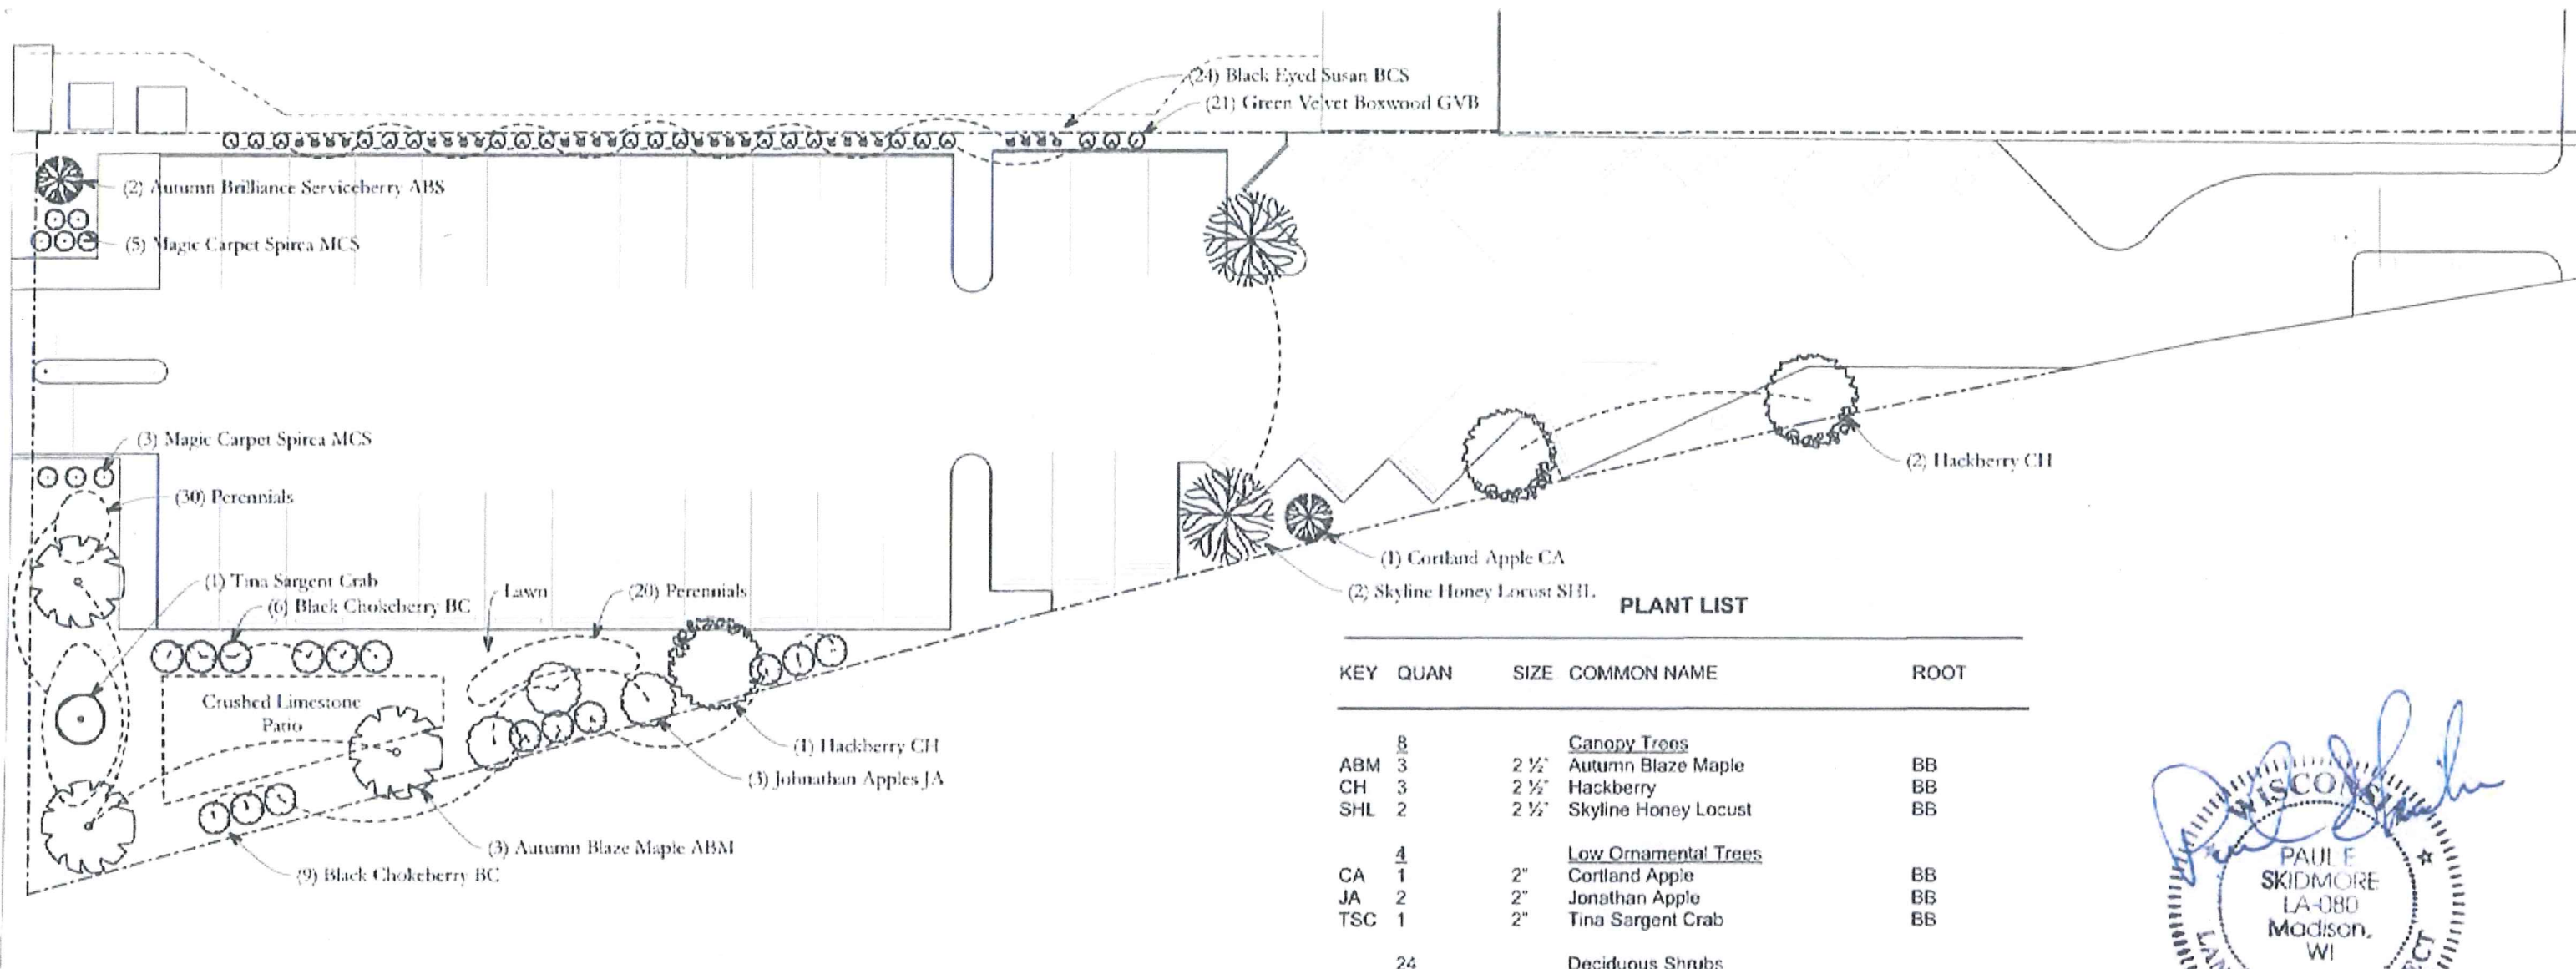 (24) Black Eyed Susan BCS
(21) Green Velvet Boxwood GVB
(2) Autumn Brilliance Serviceberry ABS
(5) Magic Carpet Spirea MCS
(3) Magic Carpet Spirea MCS
(30) Perennials
(2) Hackberry CH
(1) Cortland Apple CA
(2) Skyline Honey Locust SHL
(1) Tina Sargent Crab
(6) Black Chokeberry BC
Lawn
(20) Perennials
Crushed Limestone
Patio
(1) Hackberry CH
(3) Johnathan Apples JA
(3) Autumn Blaze Maple ABM
(9) Black Chokeberry BC
PLANT LIST
KEY QUAN SIZE COMMON NAME ROOT
8 Canopy Trees
ABM 3 2 ½" Autumn Blaze Maple BB
CH 3 2 ½" Hackberry BB
SHL 2 2 ½" Skyline Honey Locust BB
4 Low Ornamental Trees
CA 1 2" Cortland Apple BB
JA 2 2" Jonathan Apple BB
TSC 1 2" Tina Sargent Crab BB
24 Deciduous Shrubs
WISCONSIN
PAUL E
SKIDMORE
LA-080
Madison,
WI